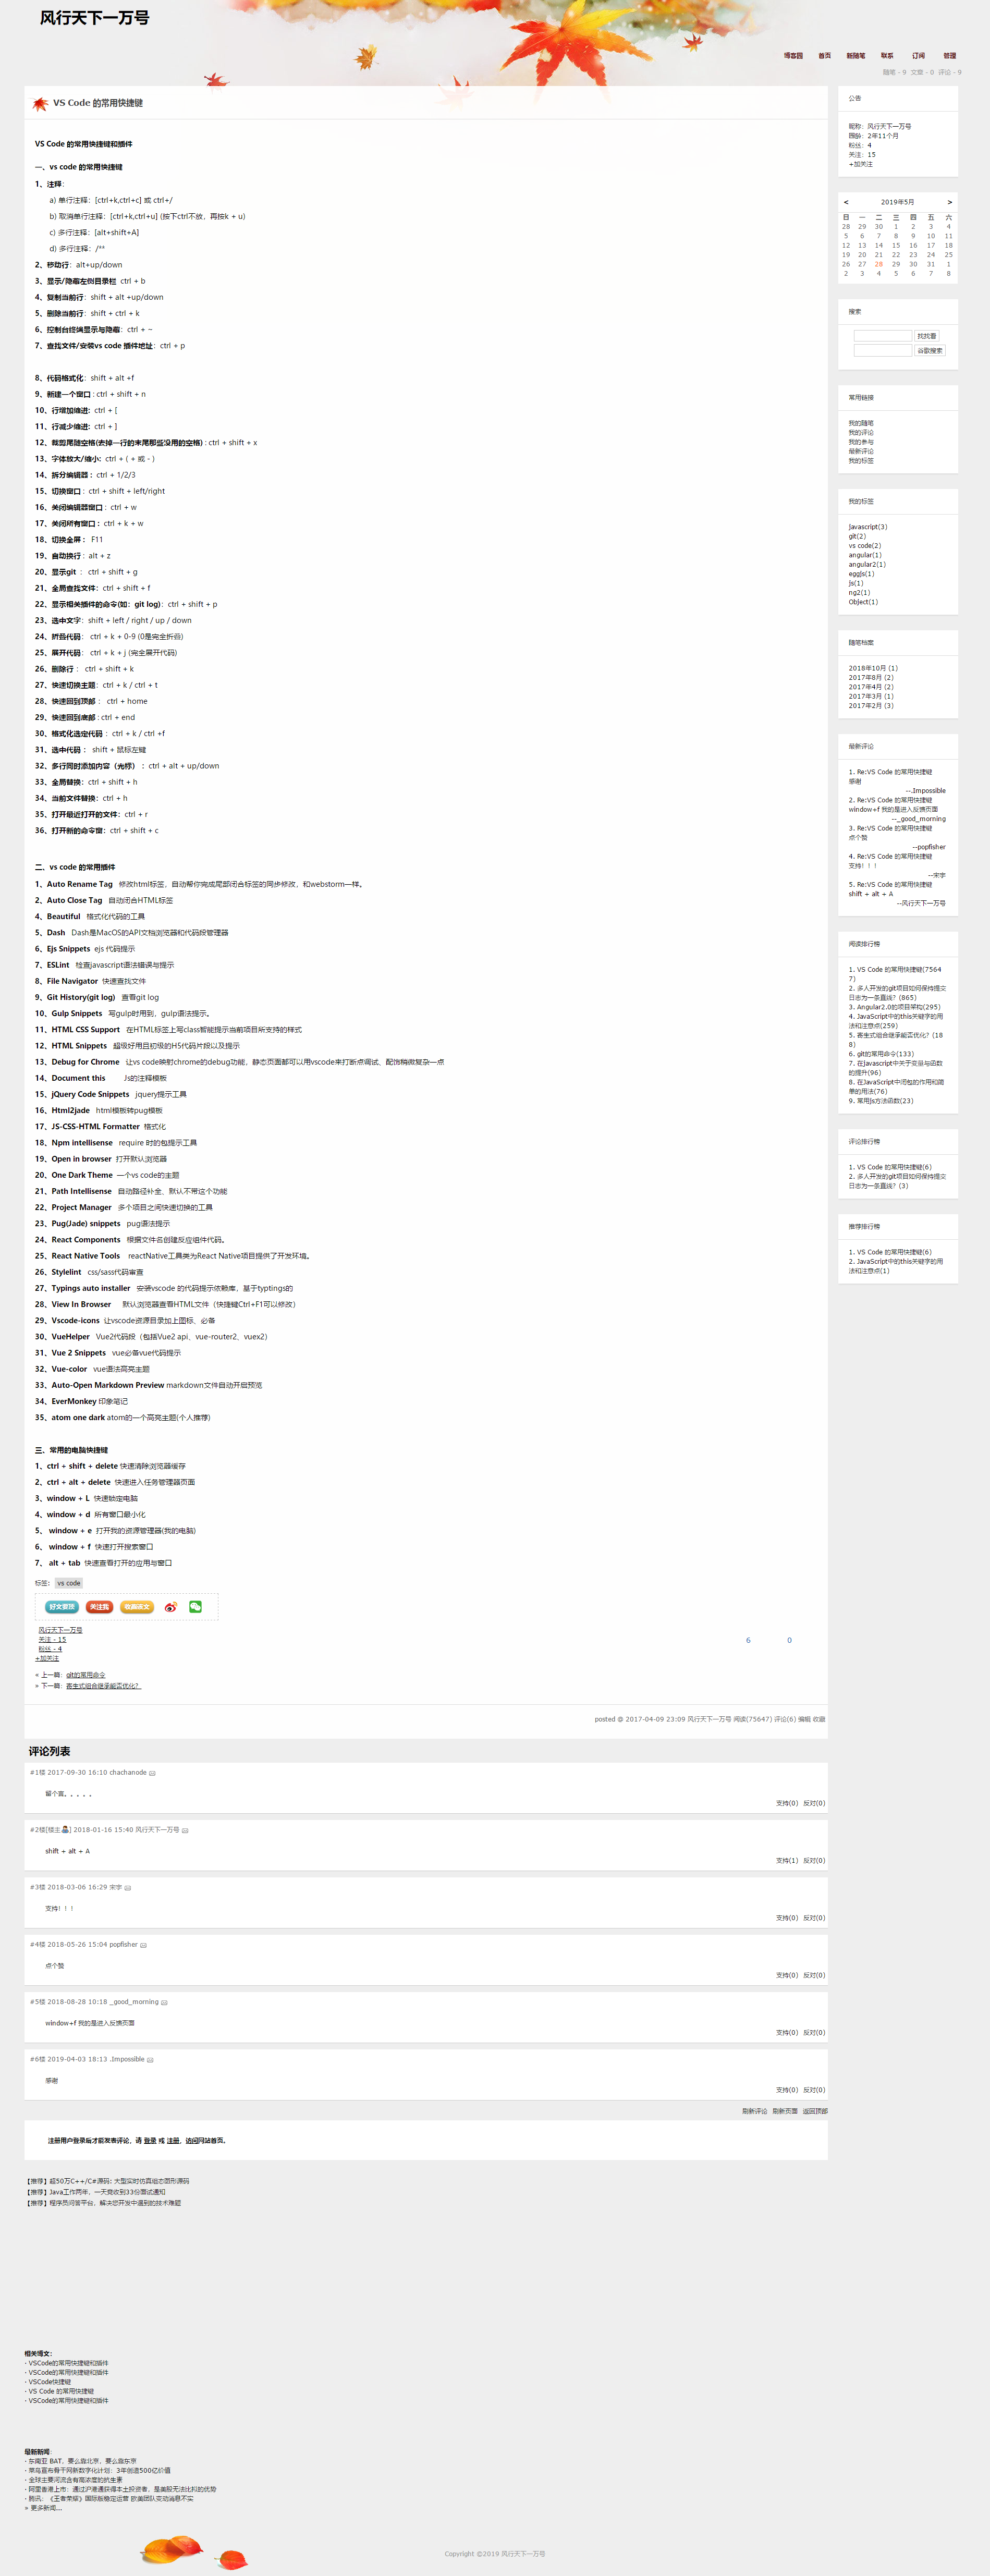 风行天下一万号
博客园 首页 新随笔 联系 订阅 管理
随笔 - 9 文章 - 0 评论 - 9
VS Code 的常用快捷键
VS Code 的常用快捷键和插件
一、vs code 的常用快捷键
1、注释：
a) 单行注释：[ctrl+k,ctrl+c] 或 ctrl+/
b) 取消单行注释：[ctrl+k,ctrl+u] (按下ctrl不放，再按k + u)
c) 多行注释：[alt+shift+A]
d) 多行注释：/**
2、移动行：alt+up/down
3、显示/隐藏左侧目录栏 ctrl + b
4、复制当前行：shift + alt +up/down
5、删除当前行：shift + ctrl + k
6、控制台终端显示与隐藏：ctrl + ~
7、查找文件/安装vs code 插件地址：ctrl + p
8、代码格式化：shift + alt +f
9、新建一个窗口 : ctrl + shift + n
10、行增加缩进: ctrl + [
11、行减少缩进: ctrl + ]
12、裁剪尾随空格(去掉一行的末尾那些没用的空格) : ctrl + shift + x
13、字体放大/缩小: ctrl + ( + 或 - )
14、拆分编辑器 : ctrl + 1/2/3
15、切换窗口 : ctrl + shift + left/right
16、关闭编辑器窗口 : ctrl + w
17、关闭所有窗口 : ctrl + k + w
18、切换全屏 : F11
19、自动换行 : alt + z
20、显示git ： ctrl + shift + g
21、全局查找文件：ctrl + shift + f
22、显示相关插件的命令(如：git log)：ctrl + shift + p
23、选中文字：shift + left / right / up / down
24、折叠代码： ctrl + k + 0-9 (0是完全折叠)
25、展开代码： ctrl + k + j (完全展开代码)
26、删除行 ： ctrl + shift + k
27、快速切换主题：ctrl + k / ctrl + t
28、快速回到顶部 ： ctrl + home
29、快速回到底部 : ctrl + end
30、格式化选定代码 ：ctrl + k / ctrl +f
31、选中代码 ： shift + 鼠标左键
32、多行同时添加内容（光标） ：ctrl + alt + up/down
33、全局替换：ctrl + shift + h
34、当前文件替换：ctrl + h
35、打开最近打开的文件：ctrl + r
36、打开新的命令窗：ctrl + shift + c
二、vs code 的常用插件
1、Auto Rename Tag 修改html标签，自动帮你完成尾部闭合标签的同步修改，和webstorm一样。
2、Auto Close Tag 自动闭合HTML标签
4、Beautiful 格式化代码的工具
5、Dash Dash是MacOS的API文档浏览器和代码段管理器
6、Ejs Snippets ejs 代码提示
7、ESLint 检查javascript语法错误与提示
8、File Navigator 快速查找文件
9、Git History(git log) 查看git log
10、Gulp Snippets 写gulp时用到，gulp语法提示。
11、HTML CSS Support 在HTML标签上写class智能提示当前项目所支持的样式
12、HTML Snippets 超级好用且初级的H5代码片段以及提示
13、Debug for Chrome 让vs code映射chrome的debug功能，静态页面都可以用vscode来打断点调试、配饰稍微复杂一点
14、Document this Js的注释模板
15、jQuery Code Snippets jquery提示工具
16、Html2jade html模板转pug模板
17、JS-CSS-HTML Formatter 格式化
18、Npm intellisense require 时的包提示工具
19、Open in browser 打开默认浏览器
20、One Dark Theme 一个vs code的主题
21、Path Intellisense 自动路径补全、默认不带这个功能
22、Project Manager 多个项目之间快速切换的工具
23、Pug(Jade) snippets pug语法提示
24、React Components 根据文件名创建反应组件代码。
25、React Native Tools reactNative工具类为React Native项目提供了开发环境。
26、Stylelint css/sass代码审查
27、Typings auto installer 安装vscode 的代码提示依赖库，基于typtings的
28、View In Browser 默认浏览器查看HTML文件（快捷键Ctrl+F1可以修改）
29、Vscode-icons 让vscode资源目录加上图标、必备
30、VueHelper Vue2代码段（包括Vue2 api、vue-router2、vuex2）
31、Vue 2 Snippets vue必备vue代码提示
32、Vue-color vue语法高亮主题
33、Auto-Open Markdown Preview markdown文件自动开启预览
34、EverMonkey 印象笔记
35、atom one dark atom的一个高亮主题(个人推荐)
三、常用的电脑快捷键
1、ctrl + shift + delete 快速清除浏览器缓存
2、ctrl + alt + delete 快速进入任务管理器页面
3、window + L 快速锁定电脑
4、window + d 所有窗口最小化
5、 window + e 打开我的资源管理器(我的电脑)
6、 window + f 快速打开搜索窗口
7、 alt + tab 快速查看打开的应用与窗口
标签: vs code
好文要顶 关注我 收藏该文
风行天下一万号
关注 - 15
粉丝 - 4
+加关注
6 0
« 上一篇：git的常用命令
» 下一篇：寄生式组合继承能否优化？
posted @ 2017-04-09 23:09 风行天下一万号 阅读(75647) 评论(6) 编辑 收藏
评论列表
#1楼 2017-09-30 16:10 chachanode
留个言。。。。。
支持(0) 反对(0)
#2楼[楼主] 2018-01-16 15:40 风行天下一万号
shift + alt + A
支持(1) 反对(0)
#3楼 2018-03-06 16:29 宋宇
支持！！！
支持(0) 反对(0)
#4楼 2018-05-26 15:04 popfisher
点个赞
支持(0) 反对(0)
#5楼 2018-08-28 10:18 _good_morning
window+f 我的是进入反馈页面
支持(0) 反对(0)
#6楼 2019-04-03 18:13 .Impossible
感谢
支持(0) 反对(0)
刷新评论 刷新页面 返回顶部
注册用户登录后才能发表评论，请 登录 或 注册，访问网站首页。
【推荐】超50万C++/C#源码: 大型实时仿真组态图形源码
【推荐】Java工作两年，一天竟收到33份面试通知
【推荐】程序员问答平台，解决您开发中遇到的技术难题
相关博文：
· VSCode的常用快捷键和插件
· VSCode的常用快捷键和插件
· VSCode快捷键
· VS Code 的常用快捷键
· VSCode的常用快捷键和插件
最新新闻：
· 东南亚 BAT，要么靠北京，要么靠东京
· 菜鸟宣布骨干网新数字化计划：3年创造500亿价值
· 全球主要河流含有高浓度的抗生素
· 阿里香港上市：通过沪港通获得本土投资者，是美股无法比拟的优势
· 腾讯：《王者荣耀》国际版稳定运营 欧美团队变动消息不实
» 更多新闻...
公告
昵称：风行天下一万号
园龄：2年11个月
粉丝：4
关注：15
+加关注
< 2019年5月 >
日 一 二 三 四 五 六
28 29 30 1 2 3 4
5 6 7 8 9 10 11
12 13 14 15 16 17 18
19 20 21 22 23 24 25
26 27 28 29 30 31 1
2 3 4 5 6 7 8
搜索
找找看
谷歌搜索
常用链接
我的随笔
我的评论
我的参与
最新评论
我的标签
我的标签
javascript(3)
git(2)
vs code(2)
angular(1)
angular2(1)
eggjs(1)
js(1)
ng2(1)
Object(1)
随笔档案
2018年10月 (1)
2017年8月 (2)
2017年4月 (2)
2017年3月 (1)
2017年2月 (3)
最新评论
1. Re:VS Code 的常用快捷键
感谢
--.Impossible
2. Re:VS Code 的常用快捷键
window+f 我的是进入反馈页面
--_good_morning
3. Re:VS Code 的常用快捷键
点个赞
--popfisher
4. Re:VS Code 的常用快捷键
支持！！！
--宋宇
5. Re:VS Code 的常用快捷键
shift + alt + A
--风行天下一万号
阅读排行榜
1. VS Code 的常用快捷键(7564
7)
2. 多人开发的git项目如何保持提交
日志为一条直线？(865)
3. Angular2.0的项目架构(295)
4. JavaScript中的this关键字的用
法和注意点(259)
5. 寄生式组合继承能否优化？(18
8)
6. git的常用命令(133)
7. 在javascript中关于变量与函数
的提升(96)
8. 在JavaScript中闭包的作用和简
单的用法(76)
9. 常用js方法函数(23)
评论排行榜
1. VS Code 的常用快捷键(6)
2. 多人开发的git项目如何保持提交
日志为一条直线？(3)
推荐排行榜
1. VS Code 的常用快捷键(6)
2. JavaScript中的this关键字的用
法和注意点(1)
Copyright ©2019 风行天下一万号